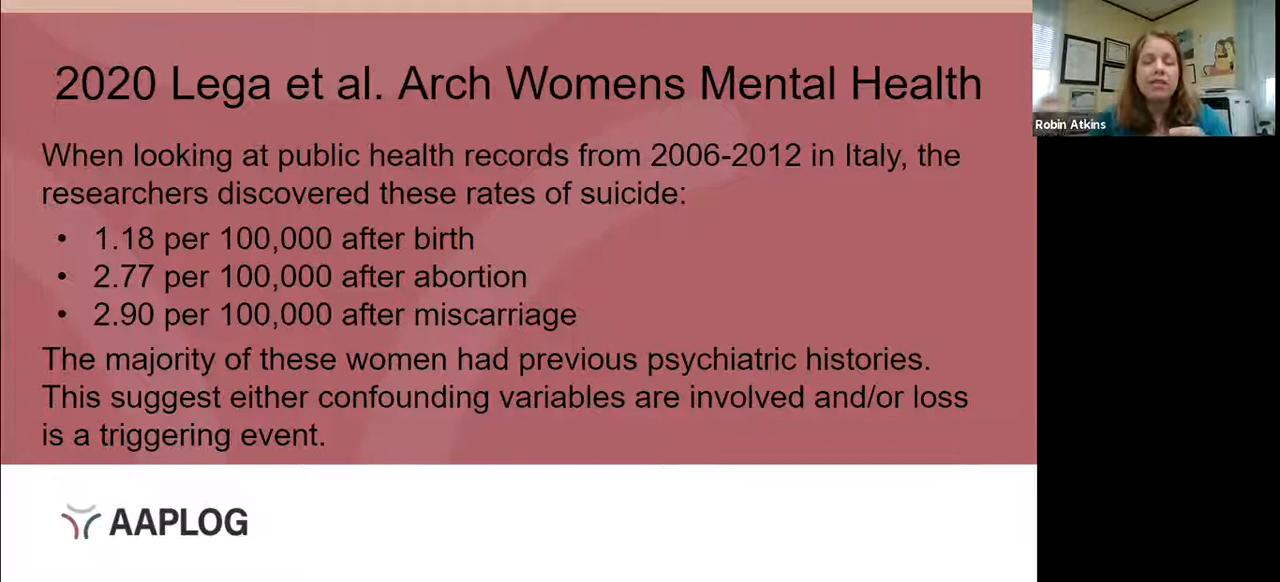 2020 Lega et al. Arch Womens Mental Health
When looking at public health records from 2006-2012 in Italy, the
researchers discovered these rates of suicide:
• 1.18 per 100,000 after birth
• 2.77 per 100,000 after abortion
• 2.90 per 100,000 after miscarriage
The majority of these women had previous psychiatric histories.
This suggest either confounding variables are involved and/or loss
is a triggering event.
AAPLOG
Robin Atkins